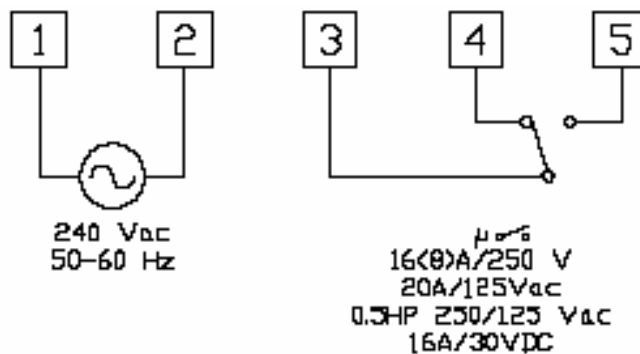 1 2 3 4 5
240 Vac
50-60 Hz
μ
16(8)A/250 V
20A/125Vac
0.5HP 250/125 Vac
16A/30VDC